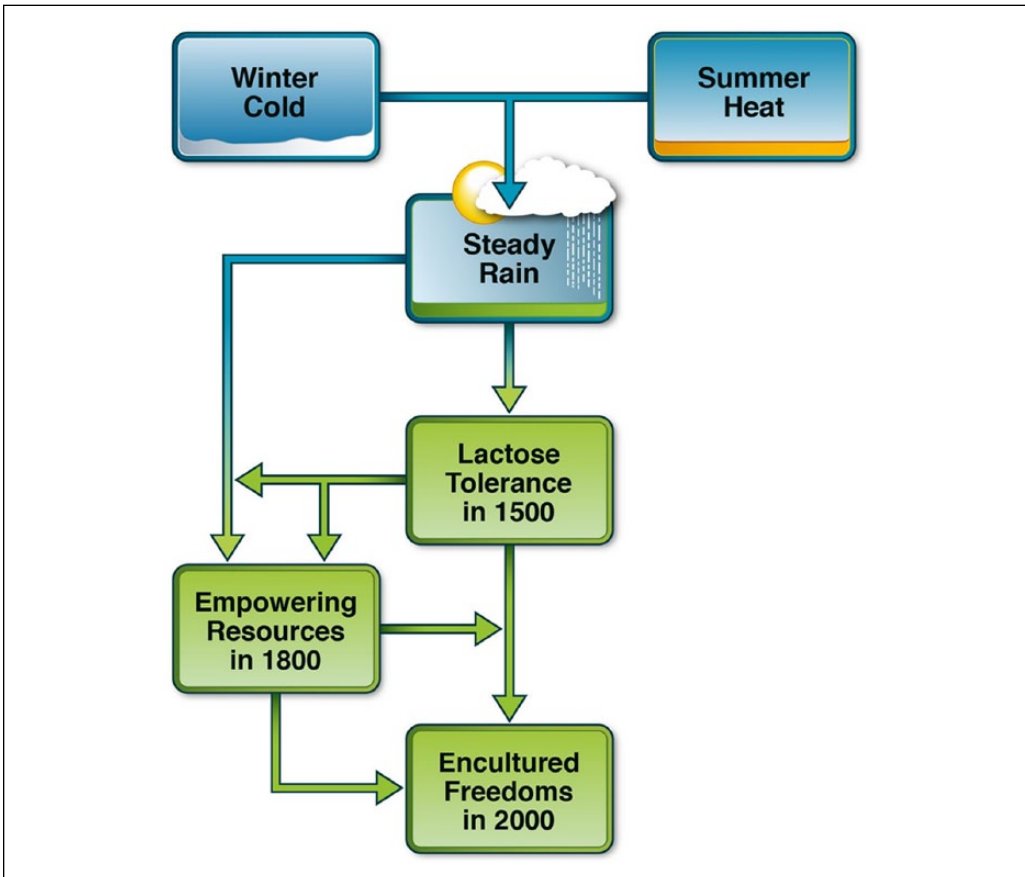 Winter
Cold
Summer
Heat
Steady
Rain
Lactose
Tolerance
in 1500
Empowering
Resources
in 1800
Encultured
Freedoms
in 2000